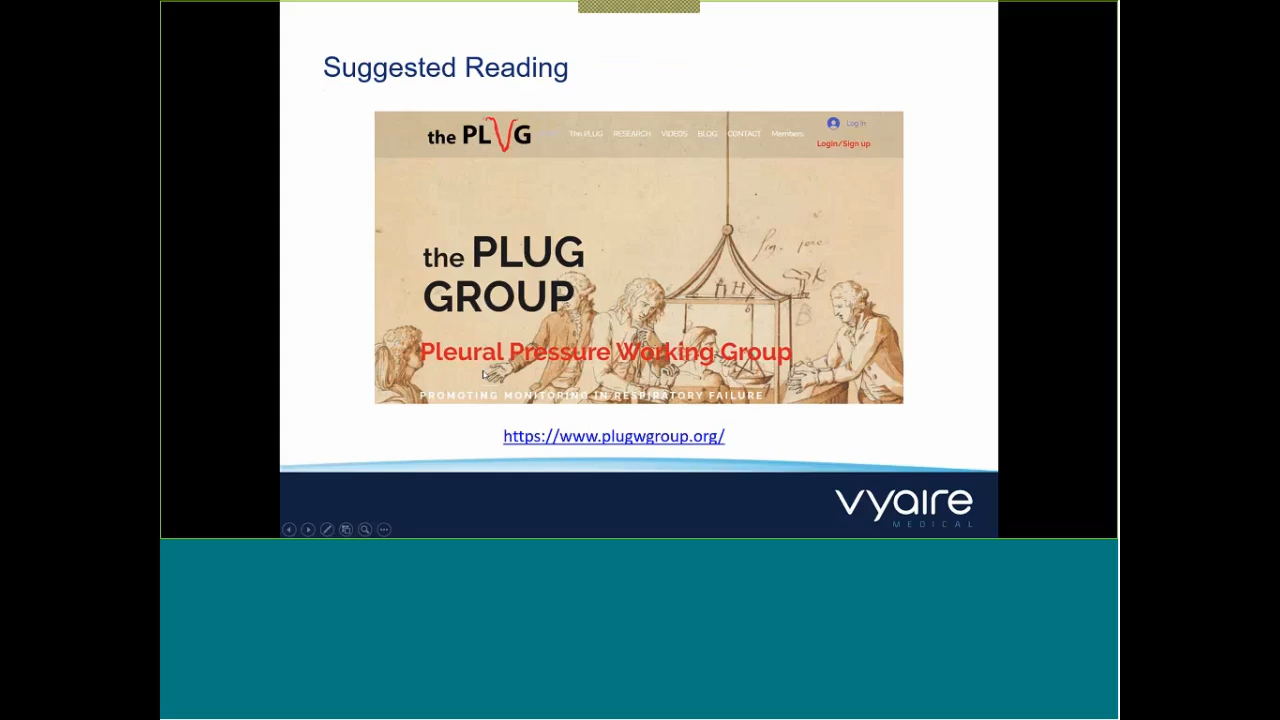 Suggested Reading
the PLUG
The PLUG RESEARCH VIDEOS BLOG CONTACT Members
Log In
Login/Sign up
the PLUG
GROUP
Pleural Pressure Working Group
PROMOTING MONITORING IN RESPIRATORY FAILURE
https://www.plugwgroup.org/
vyaire
MEDICAL